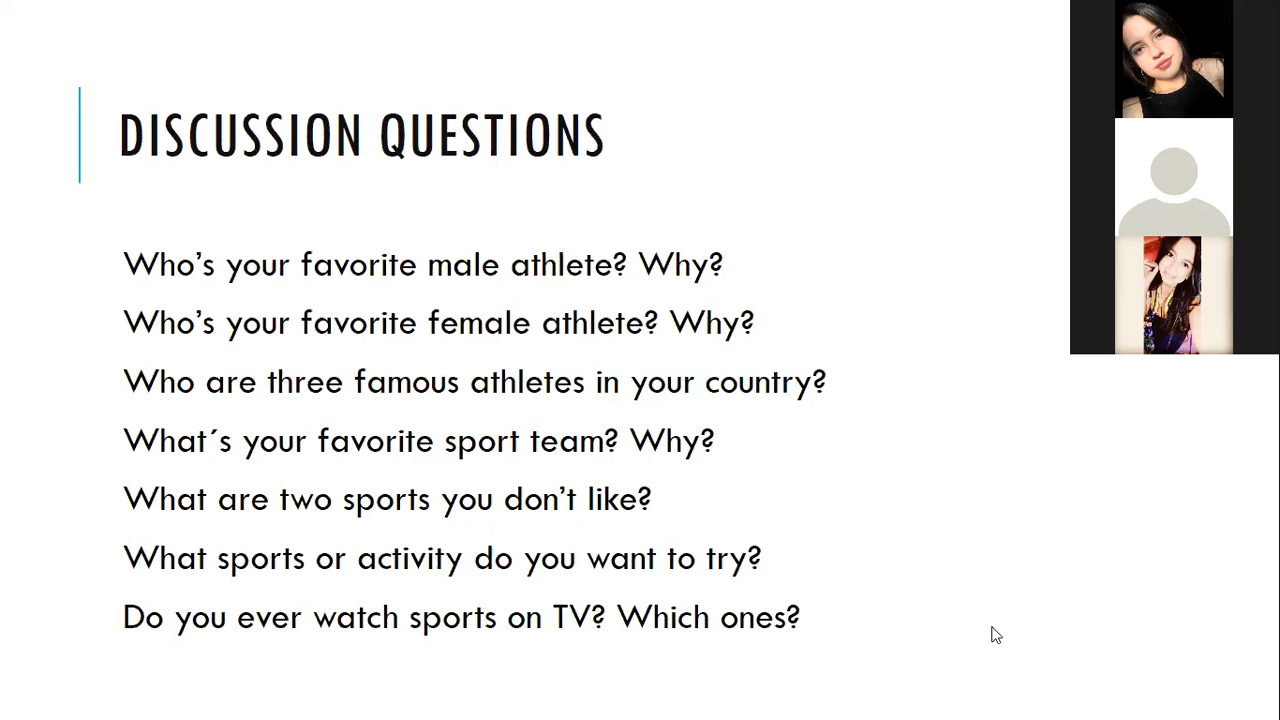 DISCUSSION QUESTIONS
Who’s your favorite male athlete? Why?
Who’s your favorite female athlete? Why?
Who are three famous athletes in your country?
What´s your favorite sport team? Why?
What are two sports you don’t like?
What sports or activity do you want to try?
Do you ever watch sports on TV? Which ones?